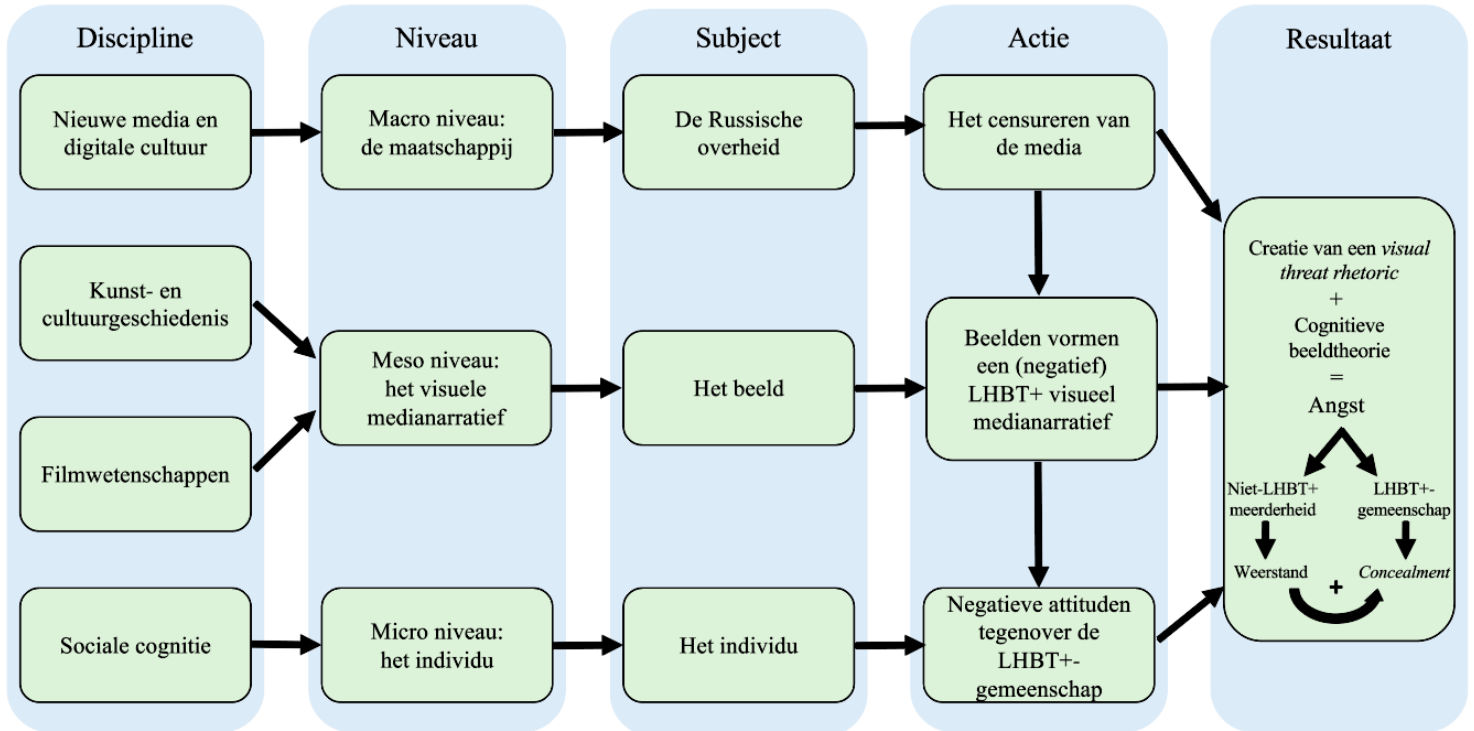 Discipline
Niveau
Subject
Actie
Resultaat
Nieuwe media en
digitale cultuur
Macro niveau:
de maatschappij
De Russische
overheid
Het censureren van
de media
Kunst- en
cultuurgeschiedenis
Filmwetenschappen
Meso niveau:
het visuele
medianarratief
Het beeld
Beelden vormen
een (negatief)
LHBT+ visueel
medianarratief
Sociale cognitie
Micro niveau:
het individu
Het individu
Negatieve attituden
tegenover de
LHBT+-
gemeenschap
Creatie van een visual
threat rhetoric
+
Cognitieve
beeldtheorie
=
Angst
Niet-LHBT+
meerderheid
LHBT+-
gemeenschap
Weerstand
+
Concealment